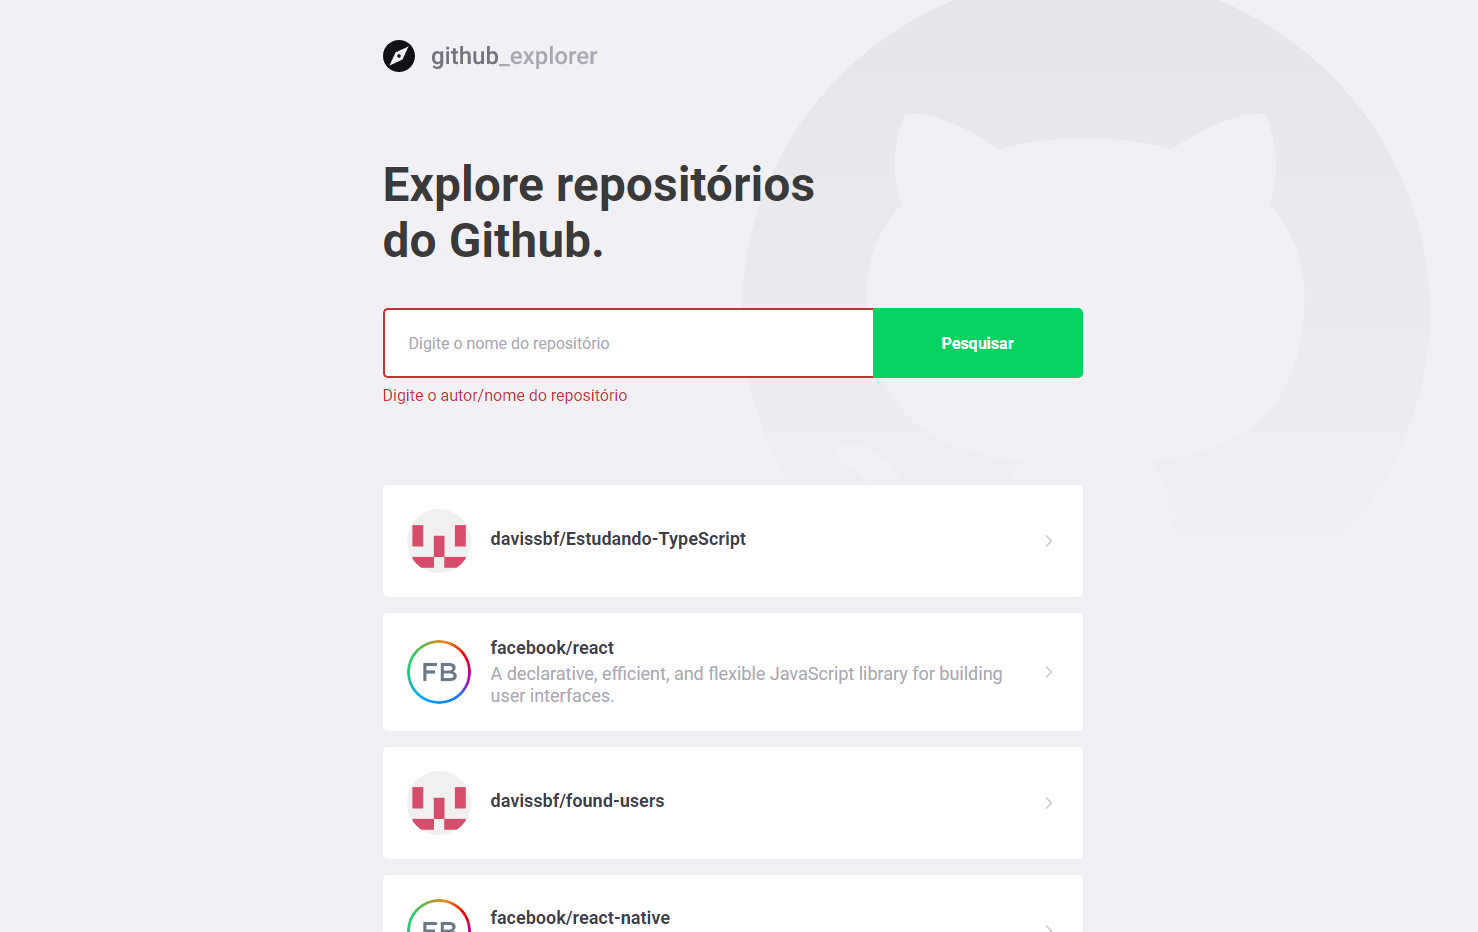 github_explorer
Explore repositórios
do Github.
Digite o nome do repositório
Pesquisar
Digite o autor/nome do repositório
davissbf/Estudando-TypeScript
FB
facebook/react
A declarative, efficient, and flexible JavaScript library for building
user interfaces.
davissbf/found-users
FB
facebook/react-native